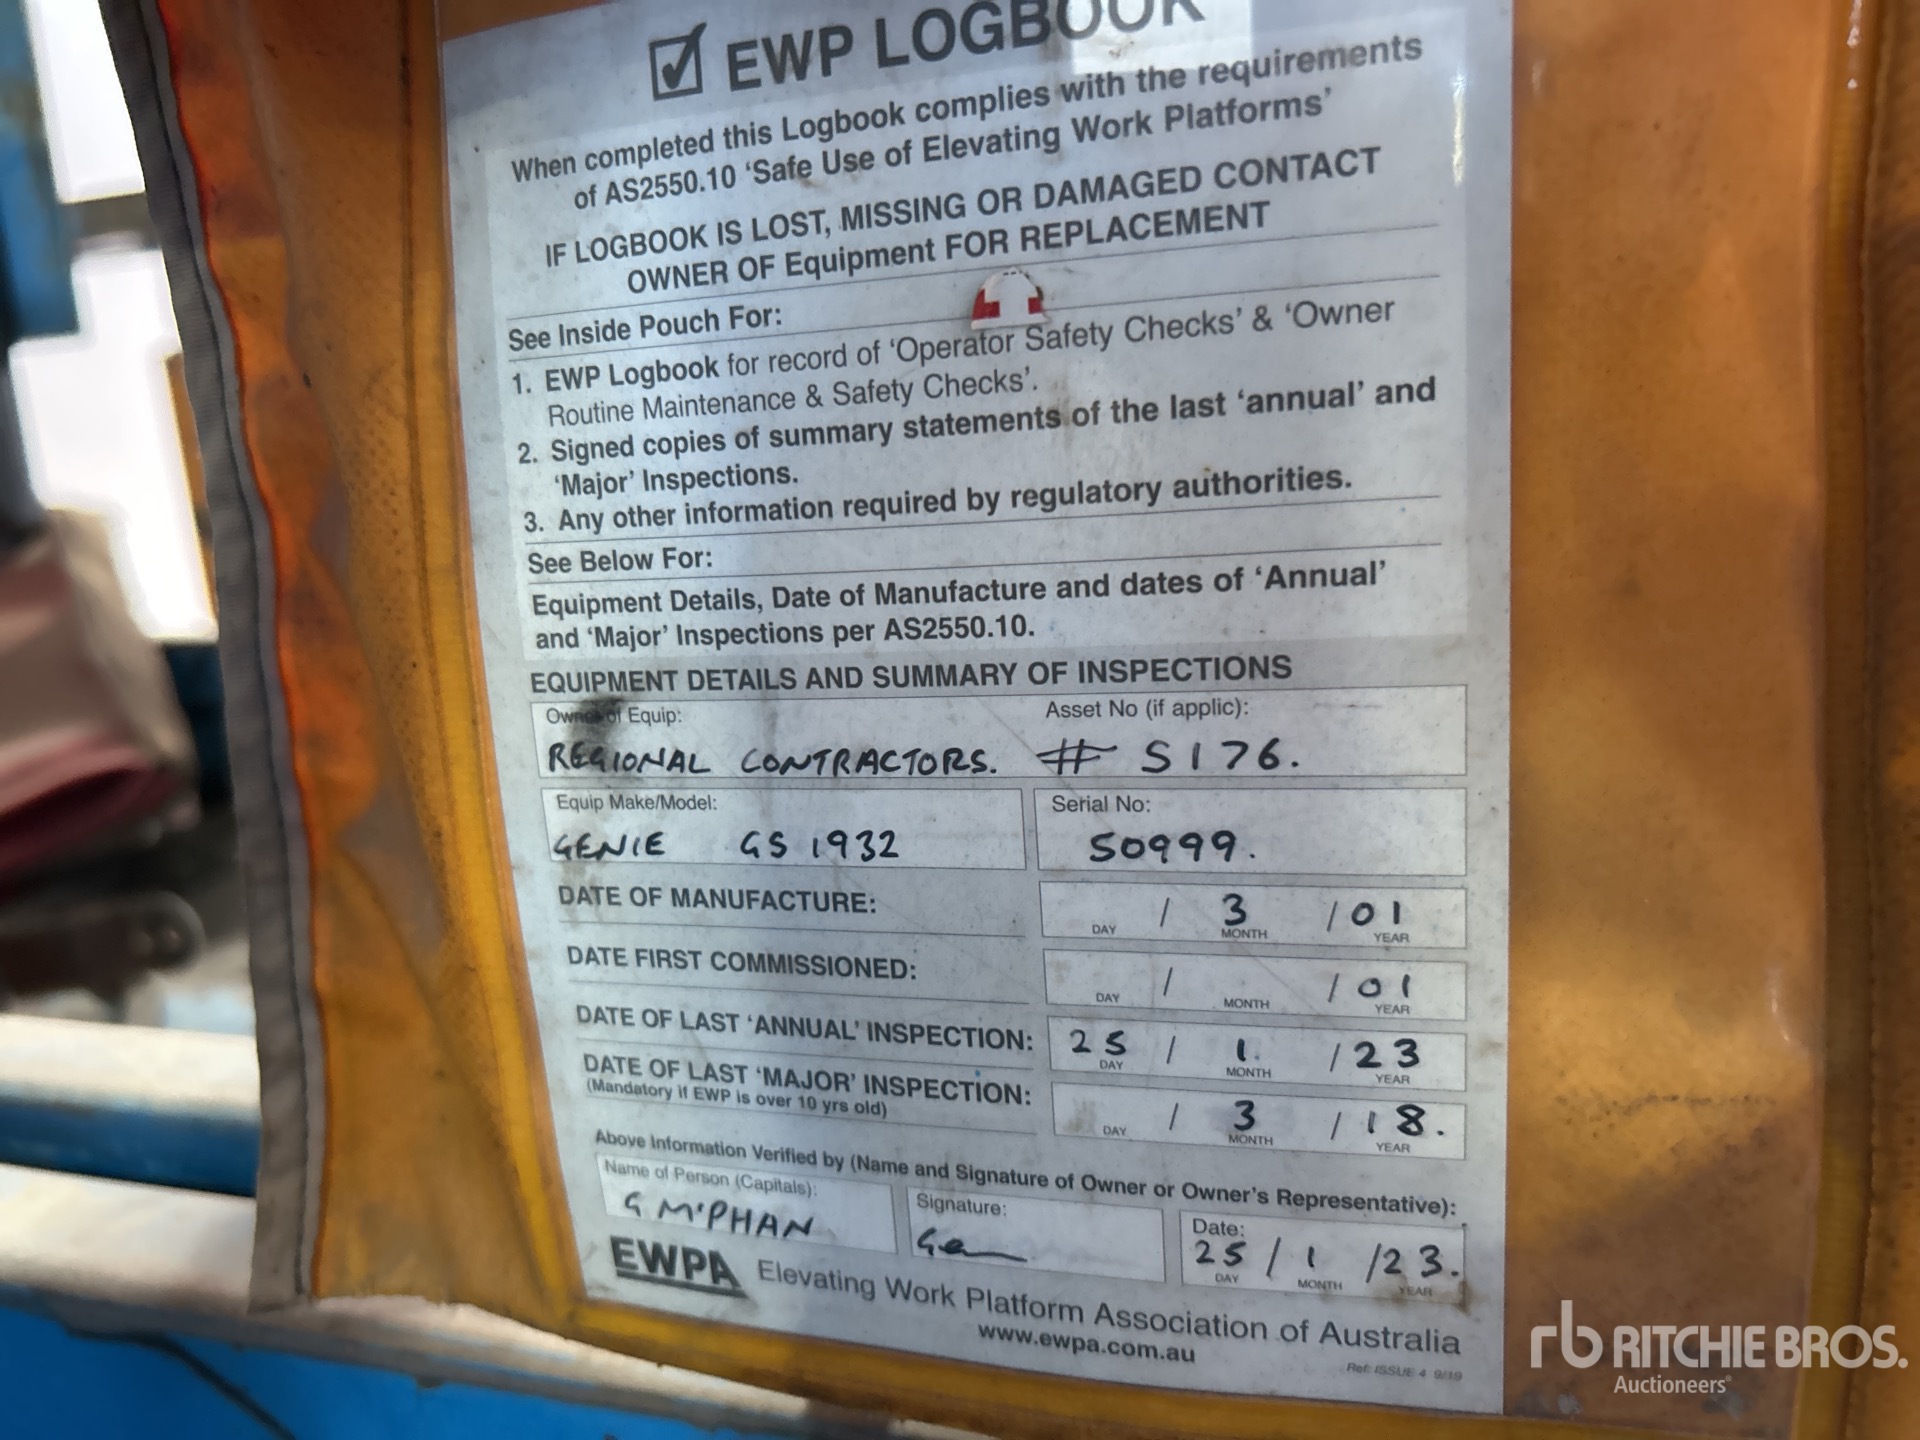 EWP LOGBOOK
When completed this Logbook complies with the requirements
of AS2550.10 'Safe Use of Elevating Work Platforms'
IF LOGBOOK IS LOST, MISSING OR DAMAGED CONTACT
OWNER OF Equipment FOR REPLACEMENT
See Inside Pouch For:
1. EWP Logbook for record of 'Operator Safety Checks' & 'Owner
Routine Maintenance & Safety Checks'.
2. Signed copies of summary statements of the last 'annual' and
'Major' Inspections.
3. Any other information required by regulatory authorities.
See Below For:
Equipment Details, Date of Manufacture and dates of 'Annual'
and 'Major' Inspections per AS2550.10.
EQUIPMENT DETAILS AND SUMMARY OF INSPECTIONS
Owner of Equip: Asset No (if applic):
REGIONAL CONTRACTORS. # S176.
Equip Make/Model: Serial No:
GENIE GS 1932 50999.
DATE OF MANUFACTURE: / 3 / 01
DAY MONTH YEAR
DATE FIRST COMMISSIONED: / / 01
DAY MONTH YEAR
DATE OF LAST 'ANNUAL' INSPECTION: 25 / 1. / 23
DAY MONTH YEAR
DATE OF LAST 'MAJOR' INSPECTION: / 3 / 18.
(Mandatory if EWP is over 10 yrs old) DAY MONTH YEAR
Above Information Verified by (Name and Signature of Owner or Owner's Representative):
Name of Person (Capitals): Signature: Date:
G M'PHAN 25 / 1 / 23.
DAY MONTH YEAR
EWPA Elevating Work Platform Association of Australia
www.ewpa.com.au
Ref: ISSUE 4 9/19
rb RITCHIE BROS.
Auctioneers